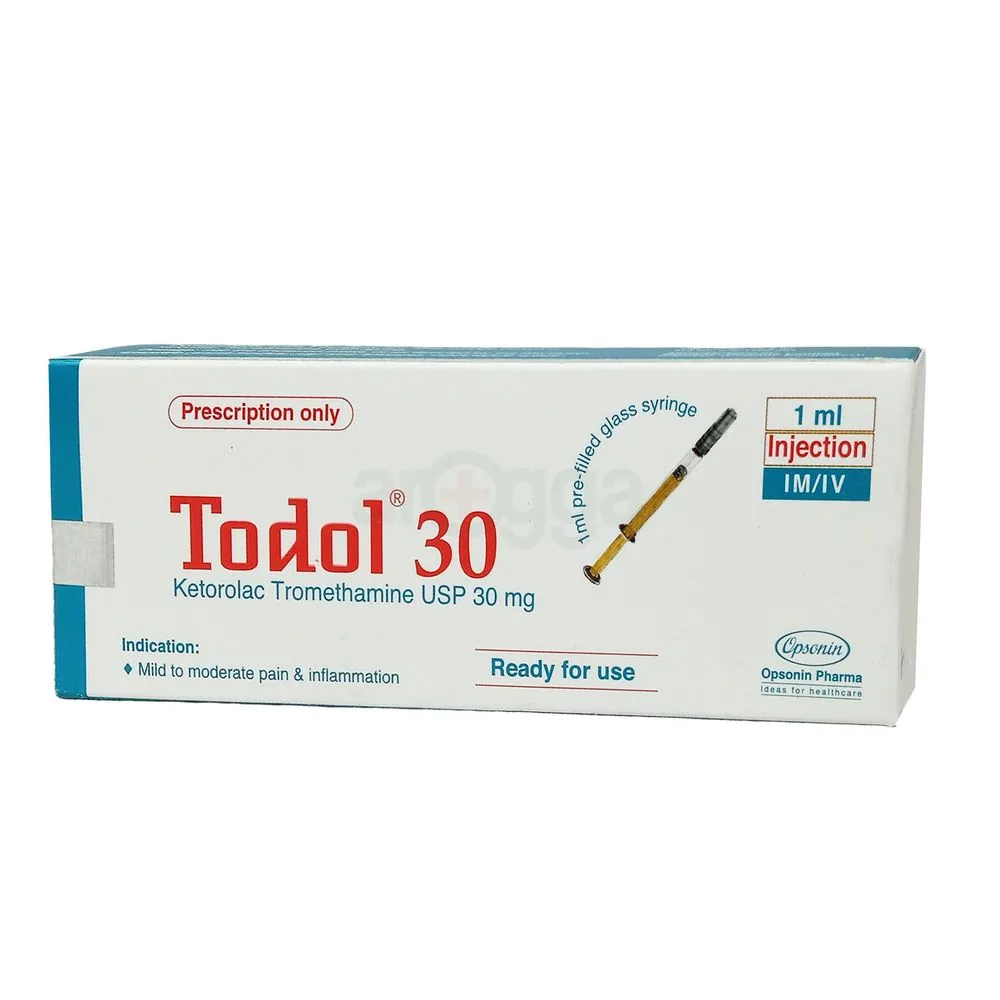 Prescription only
Todol® 30
Ketorolac Tromethamine USP 30 mg
Indication:
♦ Mild to moderate pain & inflammation
Ready for use
1ml pre-filled glass syringe
1 ml
Injection
IM/IV
Opsonin
Opsonin Pharma
Ideas for healthcare
arogga